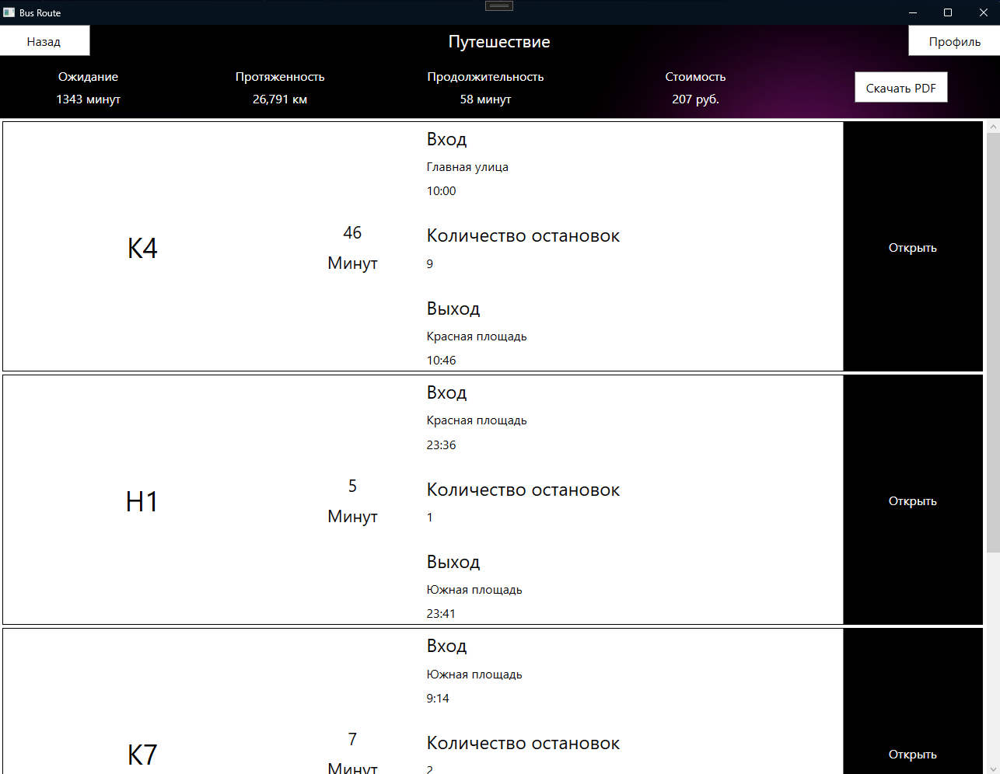 Bus Route
Назад
Путешествие
Профиль
Ожидание
Протяженность
Продолжительность
Стоимость
1343 минут
26,791 км
58 минут
207 руб.
Скачать PDF
К4
46
Минут
Вход
Главная улица
10:00
Количество остановок
9
Выход
Красная площадь
10:46
Открыть
Н1
5
Минут
Вход
Красная площадь
23:36
Количество остановок
1
Выход
Южная площадь
23:41
Открыть
К7
7
Минут
Вход
Южная площадь
9:14
Количество остановок
2
Открыть